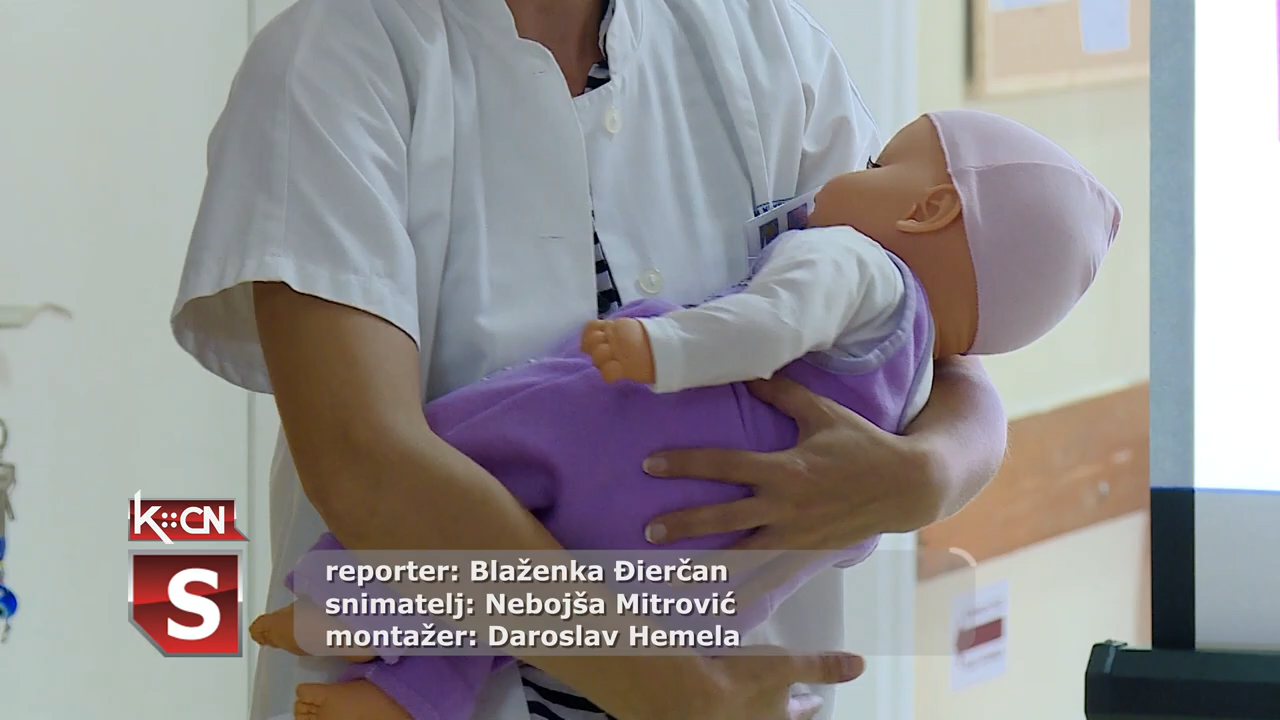 K::CN
S
reporter: Blaženka Đierčan
snimatelj: Nebojša Mitrović
montažer: Daroslav Hemela